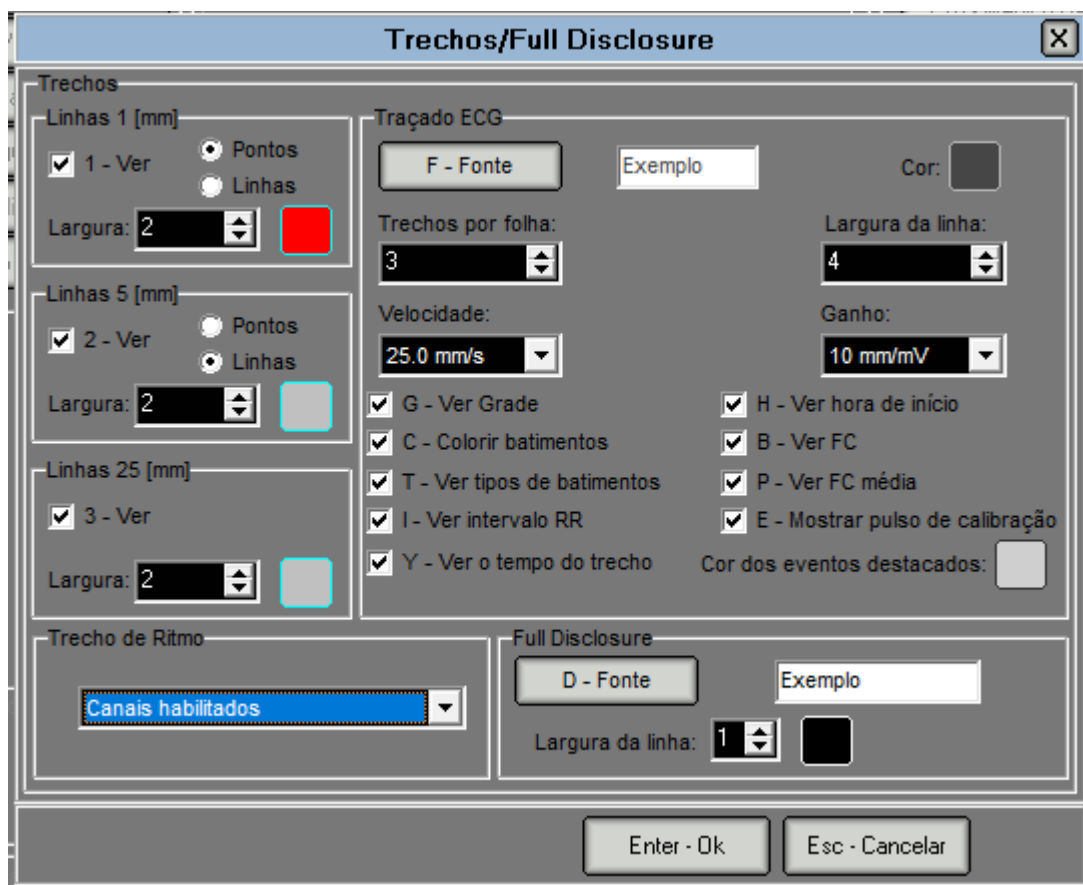 Trechos/Full Disclosure
Trechos
Linhas 1 [mm]
1 - Ver
Pontos
Linhas
Largura: 2
Linhas 5 [mm]
2 - Ver
Pontos
Linhas
Largura: 2
Linhas 25 [mm]
3 - Ver
Largura: 2
Traçado ECG
F - Fonte
Exemplo
Cor:
Trechos por folha:
3
Largura da linha:
4
Velocidade:
25.0 mm/s
Ganho:
10 mm/mV
G - Ver Grade
H - Ver hora de início
C - Colorir batimentos
B - Ver FC
T - Ver tipos de batimentos
P - Ver FC média
I - Ver intervalo RR
E - Mostrar pulso de calibração
Y - Ver o tempo do trecho
Cor dos eventos destacados:
Trecho de Ritmo
Canais habilitados
Full Disclosure
D - Fonte
Exemplo
Largura da linha: 1
Enter - Ok
Esc - Cancelar